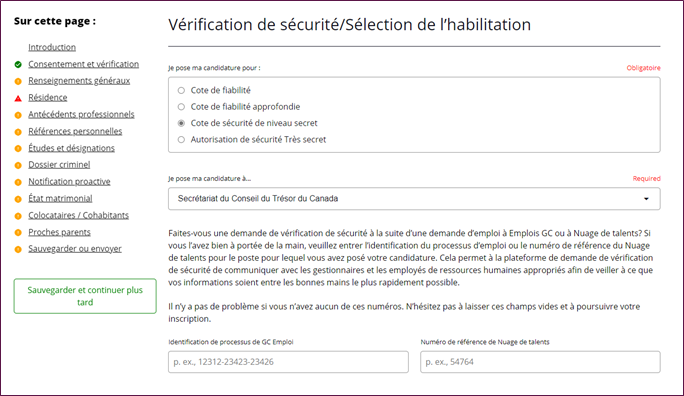 Sur cette page :
Introduction
Consentement et vérification
Renseignements généraux
Résidence
Antécédents professionnels
Références personnelles
Études et désignations
Dossier criminel
Notification proactive
État matrimonial
Colocataires / Cohabitants
Proches parents
Sauvegarder ou envoyer
Sauvegarder et continuer plus
tard
Vérification de sécurité/Sélection de l’habilitation
Je pose ma candidature pour :
Obligatoire
Cote de fiabilité
Cote de fiabilité approfondie
Cote de sécurité de niveau secret
Autorisation de sécurité Très secret
Je pose ma candidature à...
Required
Secrétariat du Conseil du Trésor du Canada
Faites-vous une demande de vérification de sécurité à la suite d’une demande d’emploi à Emplois GC ou à Nuage de talents? Si
vous l’avez bien à portée de la main, veuillez entrer l’identification du processus d’emploi ou le numéro de référence du Nuage
de talents pour le poste pour lequel vous avez posé votre candidature. Cela permet à la plateforme de demande de vérification
de sécurité de communiquer avec les gestionnaires et les employés de ressources humaines appropriés afin de veiller à ce que
vos informations soient entre les bonnes mains le plus rapidement possible.
Il n’y a pas de problème si vous n’avez aucun de ces numéros. N’hésitez pas à laisser ces champs vides et à poursuivre votre
inscription.
Identification de processus de GC Emploi
p. ex., 12312-23423-23426
Numéro de référence de Nuage de talents
p. ex., 54764